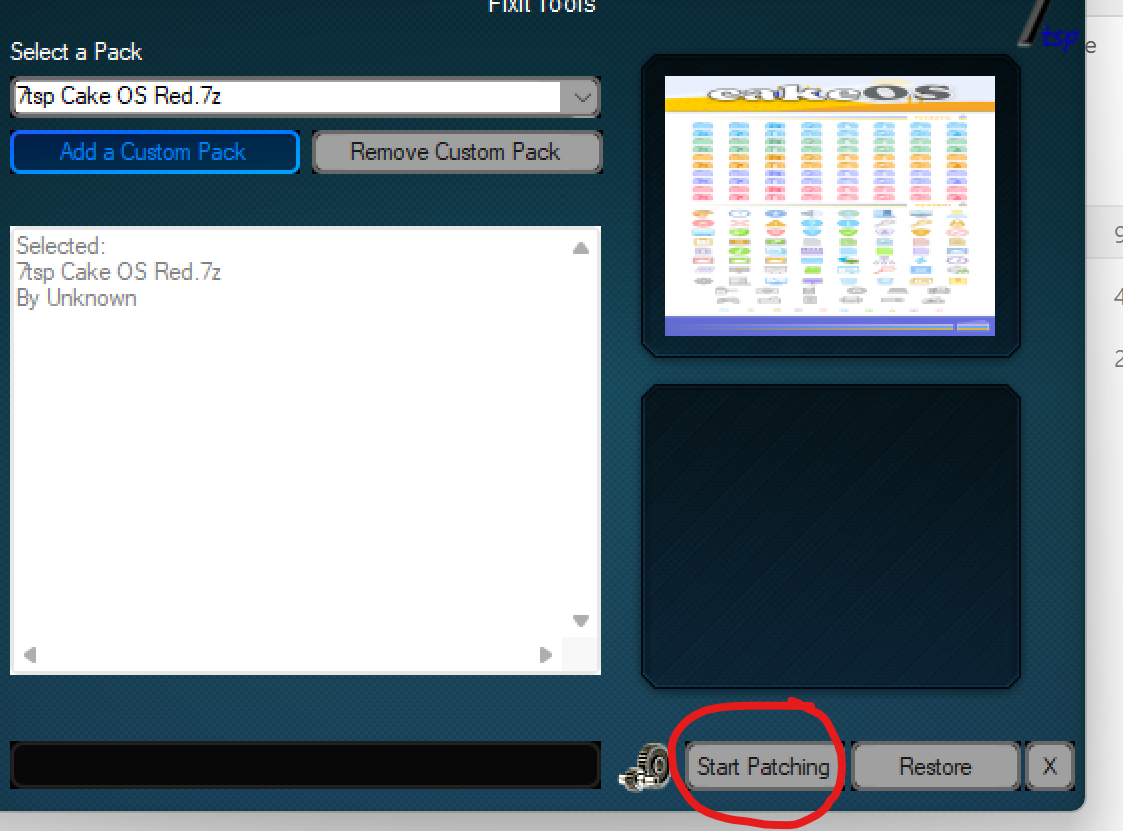 Fixit Tools
7tsp
e
Select a Pack
7tsp Cake OS Red.7z
Add a Custom Pack
Remove Custom Pack
cakeOS
Selected:
7tsp Cake OS Red.7z
By Unknown
9
4
2
Start Patching
Restore
X